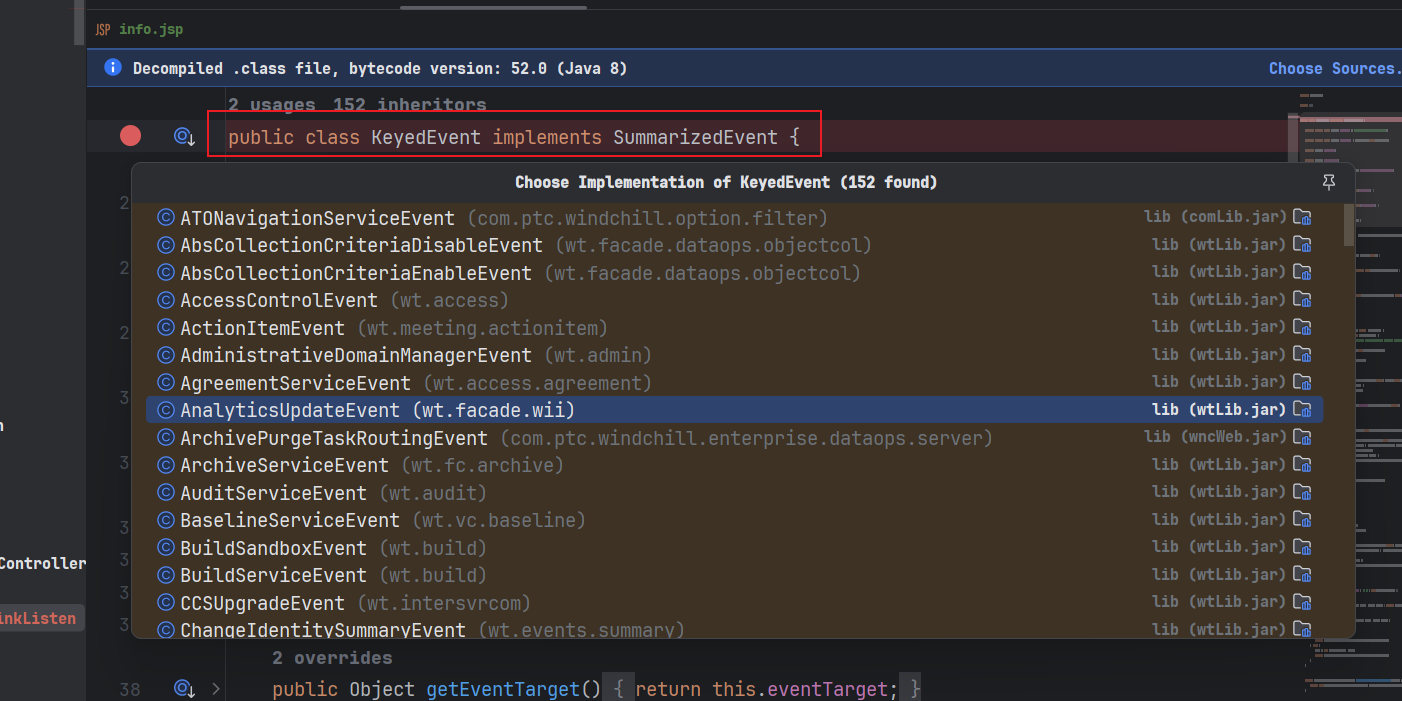 JSP info.jsp
Decompiled .class file, bytecode version: 52.0 (Java 8) Choose Sources.
2 usages 152 inheritors
public class KeyedEvent implements SummarizedEvent {
Choose Implementation of KeyedEvent (152 found)
2
ATONavigationServiceEvent (com.ptc.windchill.option.filter) lib (comLib.jar)
AbsCollectionCriteriaDisableEvent (wt.facade.dataops.objectcol) lib (wtLib.jar)
2
AbsCollectionCriteriaEnableEvent (wt.facade.dataops.objectcol) lib (wtLib.jar)
AccessControlEvent (wt.access) lib (wtLib.jar)
2
ActionItemEvent (wt.meeting.actionitem) lib (wtLib.jar)
AdministrativeDomainManagerEvent (wt.admin) lib (wtLib.jar)
AgreementServiceEvent (wt.access.agreement) lib (wtLib.jar)
3
AnalyticsUpdateEvent (wt.facade.wii) lib (wtLib.jar)
n
ArchivePurgeTaskRoutingEvent (com.ptc.windchill.enterprise.dataops.server) lib (wncWeb.jar)
3
ArchiveServiceEvent (wt.fc.archive) lib (wtLib.jar)
AuditServiceEvent (wt.audit) lib (wtLib.jar)
3
BaselineServiceEvent (wt.vc.baseline) lib (wtLib.jar)
BuildSandboxEvent (wt.build) lib (wtLib.jar)
Controller
3
BuildServiceEvent (wt.build) lib (wtLib.jar)
3
CCSUpgradeEvent (wt.intersvrcom) lib (wtLib.jar)
inkListen
3
ChangeIdentitySummaryEvent (wt.events.summary) lib (wtLib.jar)
2 overrides
38 public Object getEventTarget() { return this.eventTarget; }